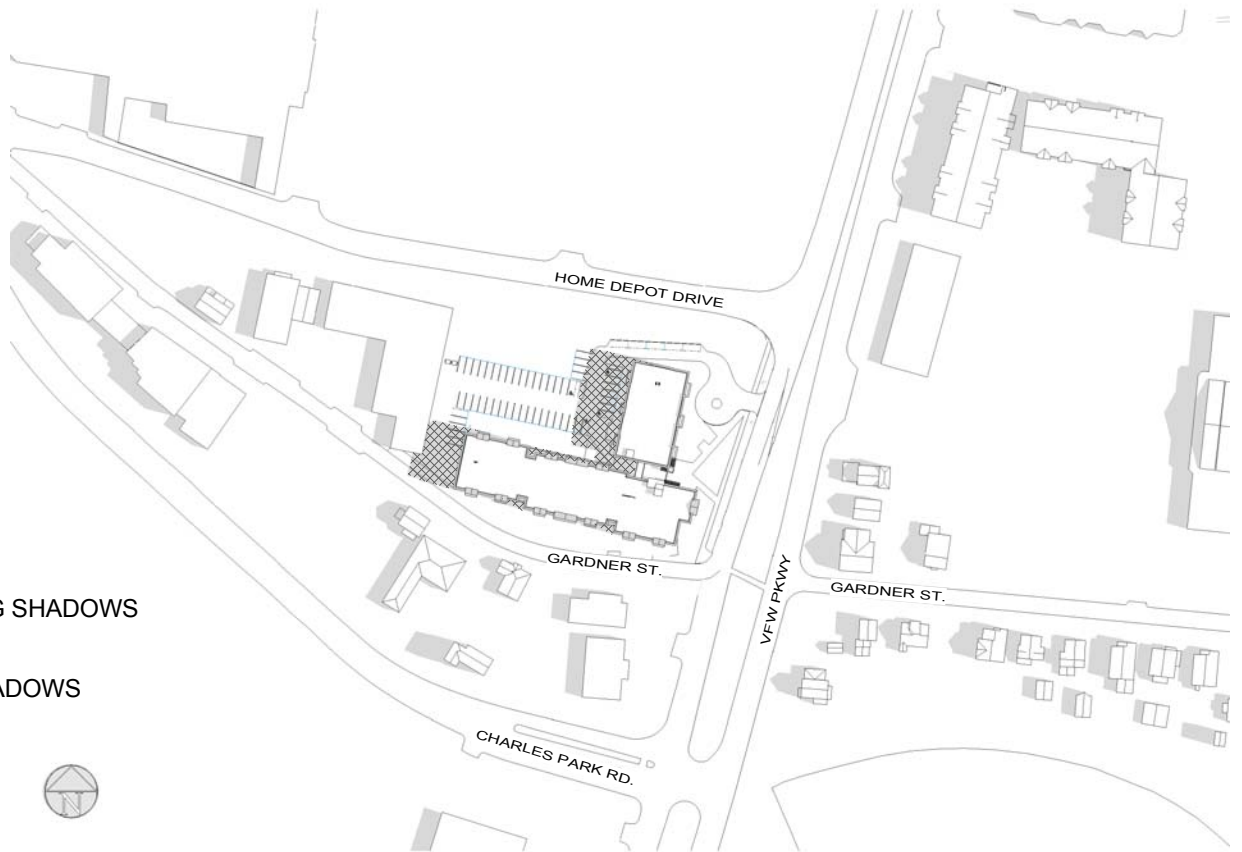 HOME DEPOT DRIVE
GARDNER ST.
VFW PKWY
GARDNER ST.
G SHADOWS
ADOWS
CHARLES PARK RD.
N